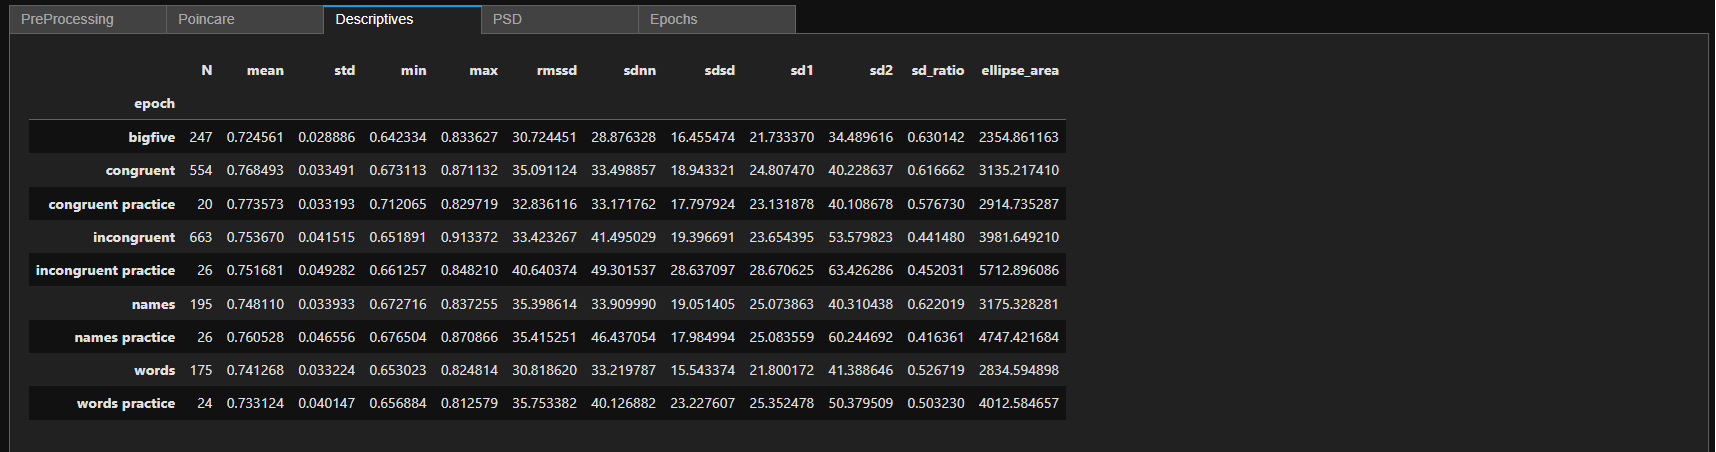 PreProcessing Poincare Descriptives PSD Epochs
N mean std min max rmssd sdnn sdsd sd1 sd2 sd_ratio ellipse_area
epoch
bigfive 247 0.724561 0.028886 0.642334 0.833627 30.724451 28.876328 16.455474 21.733370 34.489616 0.630142 2354.861163
congruent 554 0.768493 0.033491 0.673113 0.871132 35.091124 33.498857 18.943321 24.807470 40.228637 0.616662 3135.217410
congruent practice 20 0.773573 0.033193 0.712065 0.829719 32.836116 33.171762 17.797924 23.131878 40.108678 0.576730 2914.735287
incongruent 663 0.753670 0.041515 0.651891 0.913372 33.423267 41.495029 19.396691 23.654395 53.579823 0.441480 3981.649210
incongruent practice 26 0.751681 0.049282 0.661257 0.848210 40.640374 49.301537 28.637097 28.670625 63.426286 0.452031 5712.896086
names 195 0.748110 0.033933 0.672716 0.837255 35.398614 33.909990 19.051405 25.073863 40.310438 0.622019 3175.328281
names practice 26 0.760528 0.046556 0.676504 0.870866 35.415251 46.437054 17.984994 25.083559 60.244692 0.416361 4747.421684
words 175 0.741268 0.033224 0.653023 0.824814 30.818620 33.219787 15.543374 21.800172 41.388646 0.526719 2834.594898
words practice 24 0.733124 0.040147 0.656884 0.812579 35.753382 40.126882 23.227607 25.352478 50.379509 0.503230 4012.584657